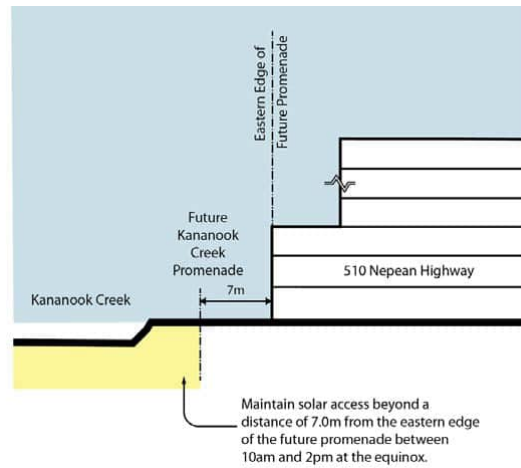 Eastern Edge of
Future Promenade
Future
Kananook
Creek
Promenade
7m
510 Nepean Highway
Kananook Creek
Maintain solar access beyond a
distance of 7.0m from the eastern edge
of the future promenade between
10am and 2pm at the equinox.